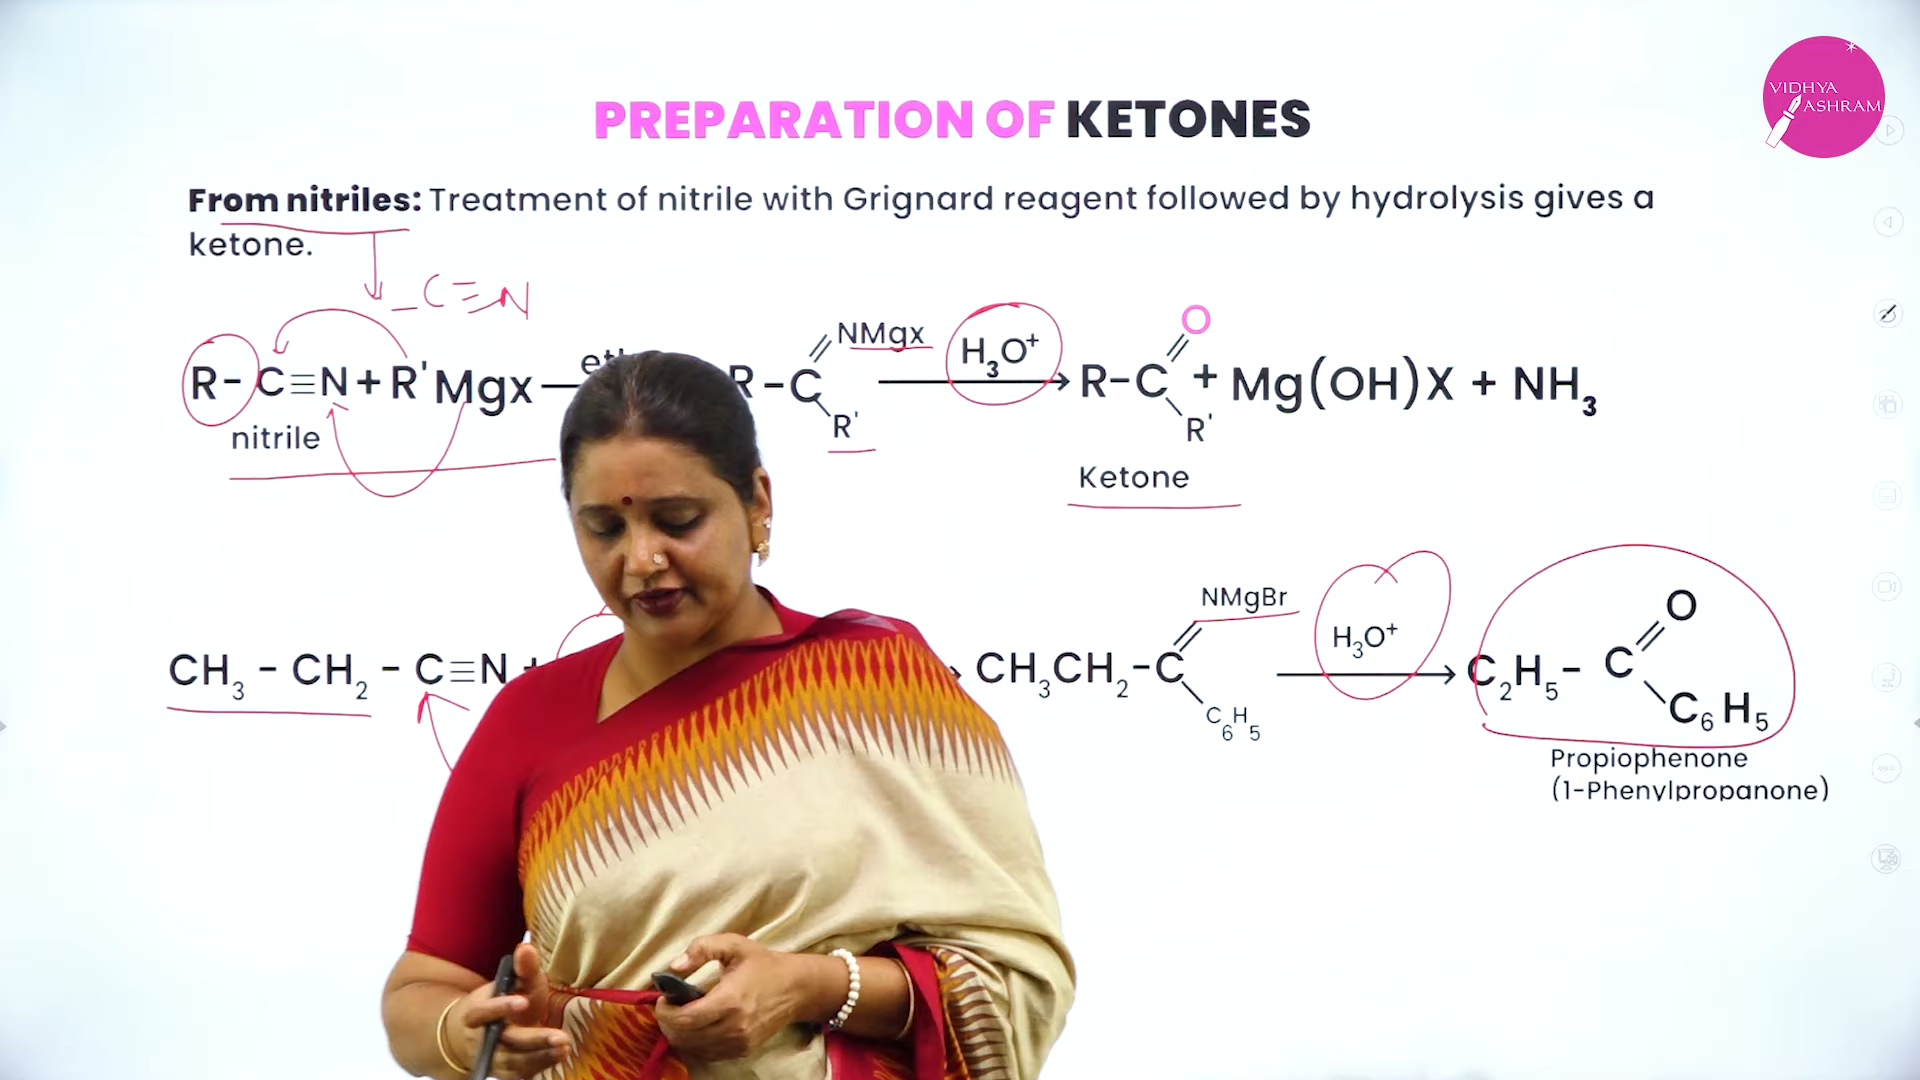 VIDHYA
ASHRAM
PREPARATION OF KETONES
From nitriles: Treatment of nitrile with Grignard reagent followed by hydrolysis gives a
ketone.
–C≡N
R–C≡N + R'Mgx R–C=NMgx R' H₃O⁺ R–C=O R' + Mg(OH)X + NH₃
nitrile
Ketone
CH₃ – CH₂ – C≡N + CH₃CH₂–C=NMgBr C₆H₅ H₃O⁺ C₂H₅– C=O C₆H₅
Propiophenone
(1-Phenylpropanone)